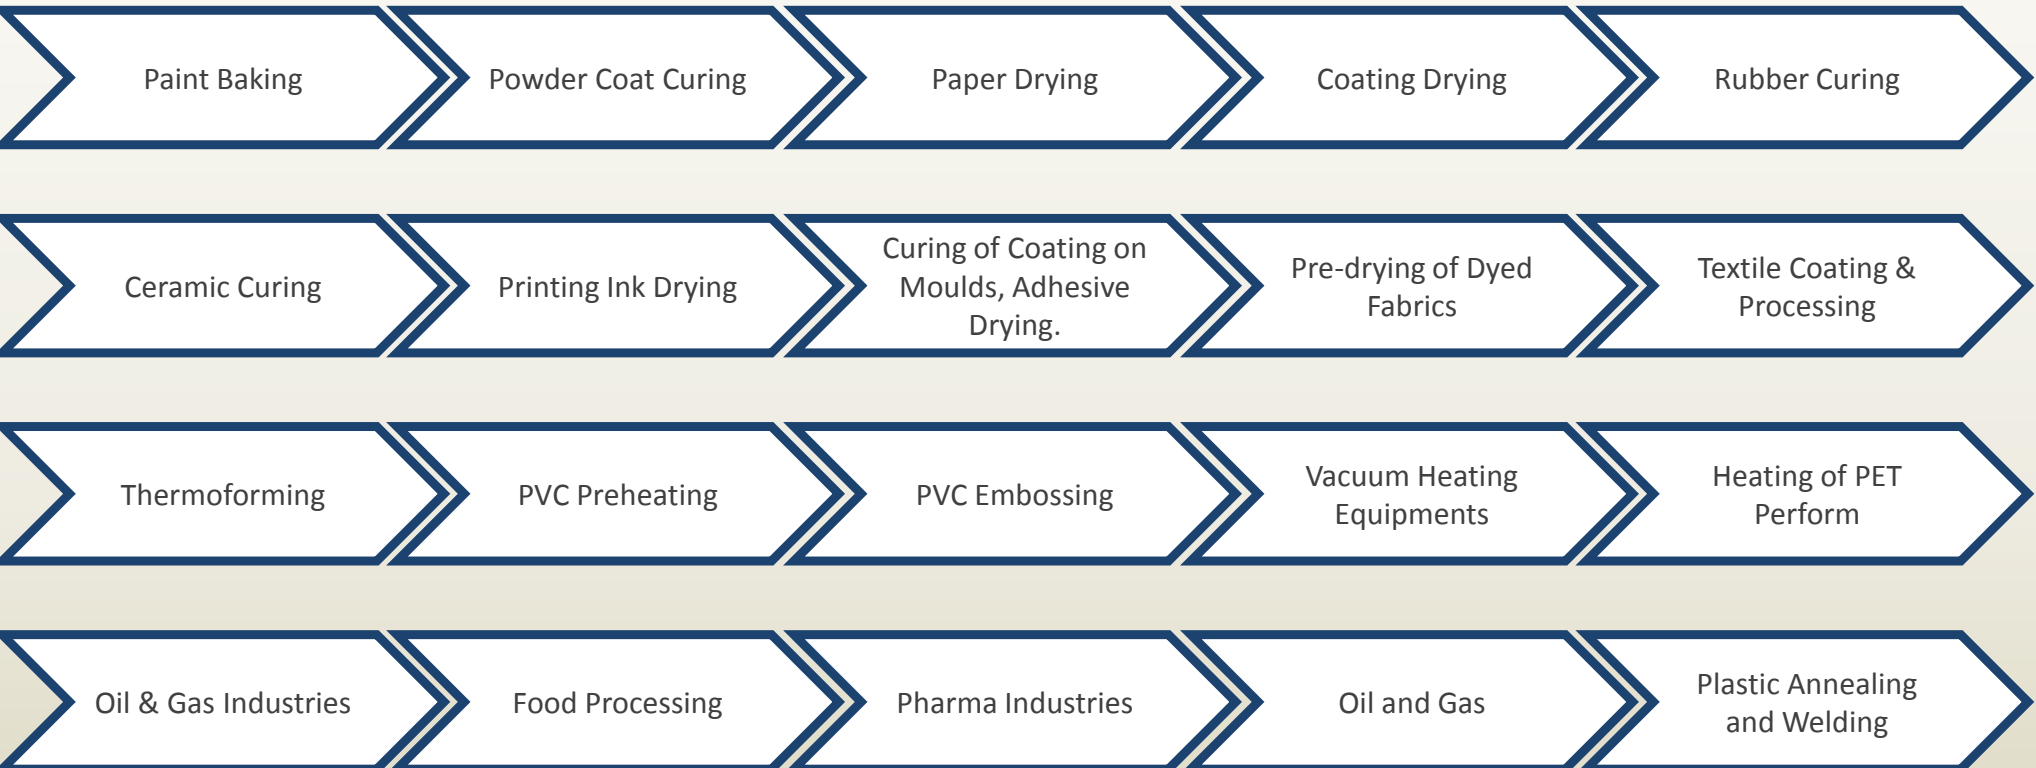 Paint Baking
Powder Coat Curing
Paper Drying
Coating Drying
Rubber Curing
Ceramic Curing
Printing Ink Drying
Curing of Coating on
Moulds, Adhesive
Drying.
Pre-drying of Dyed
Fabrics
Textile Coating &
Processing
Thermoforming
PVC Preheating
PVC Embossing
Vacuum Heating
Equipments
Heating of PET
Perform
Oil & Gas Industries
Food Processing
Pharma Industries
Oil and Gas
Plastic Annealing
and Welding